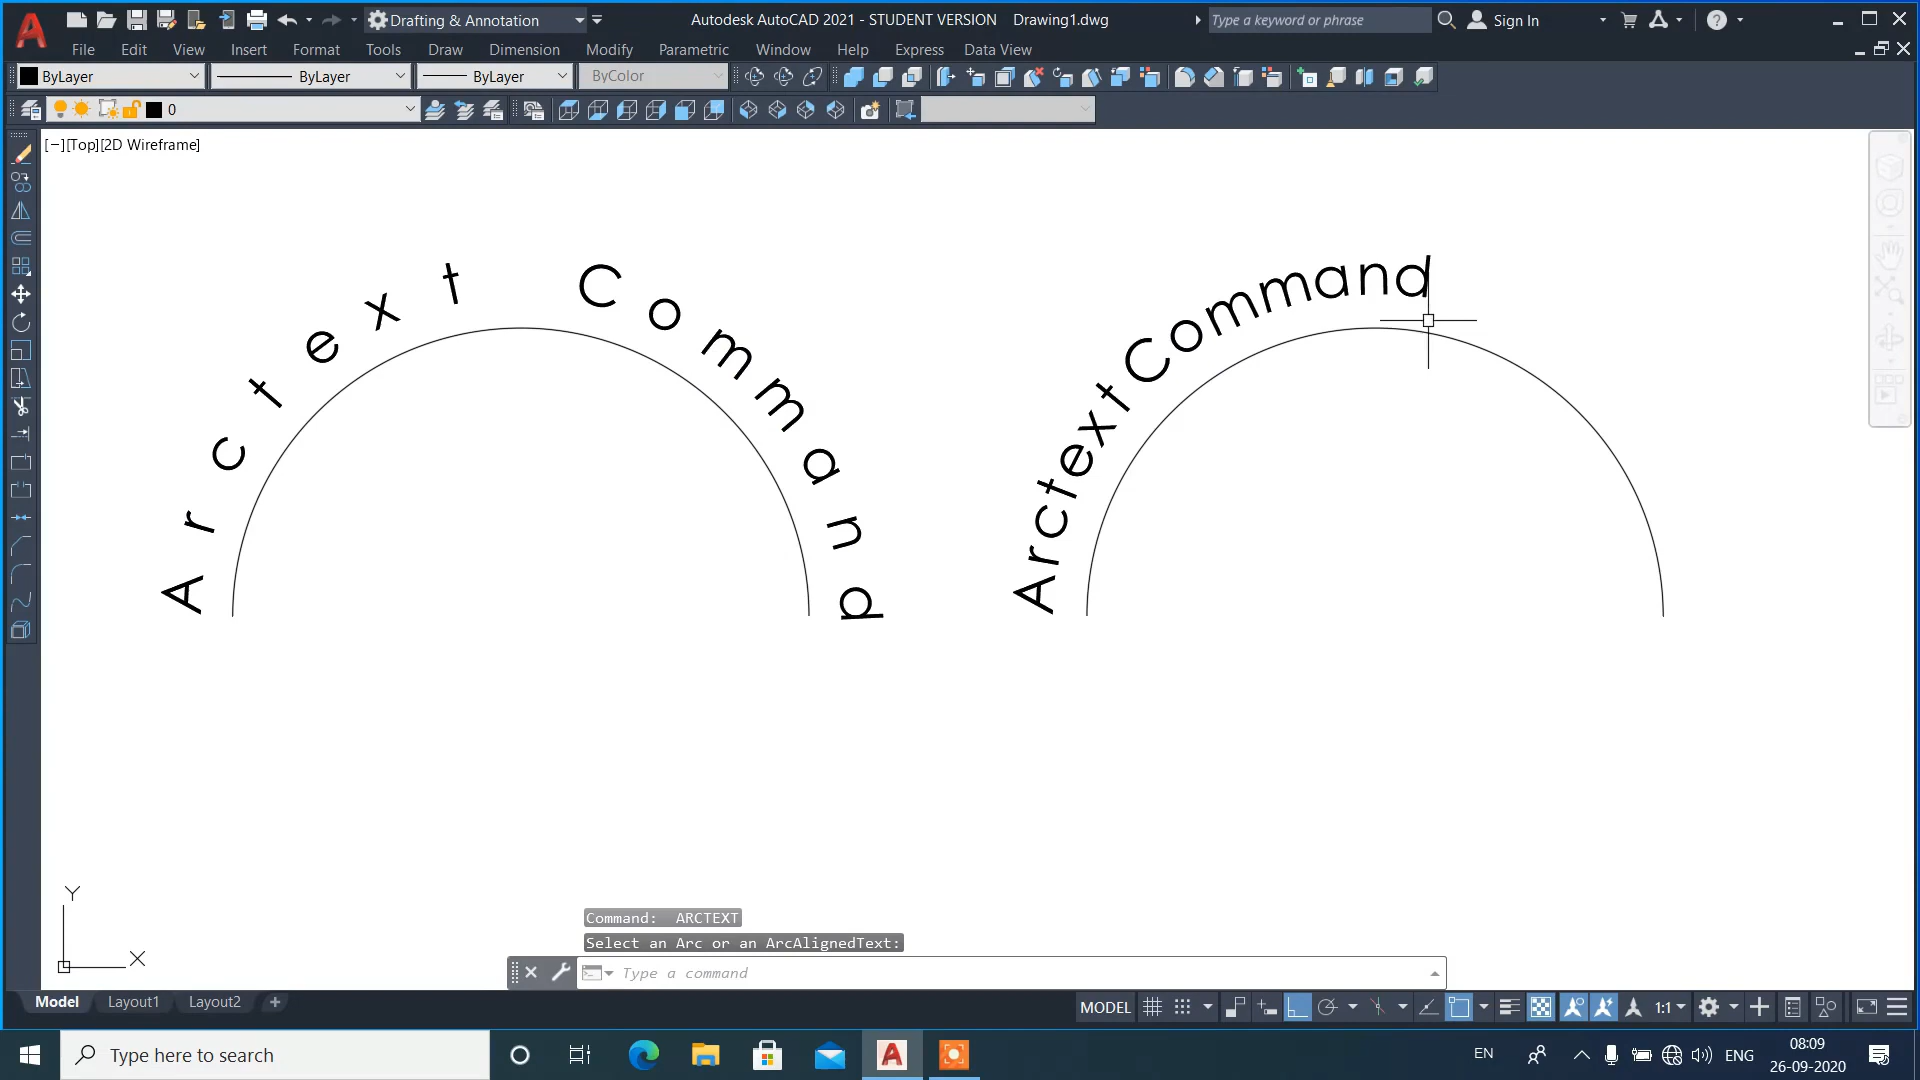 Drafting & Annotation
Autodesk AutoCAD 2021 - STUDENT VERSION Drawing1.dwg
Type a keyword or phrase
Sign In
File Edit View Insert Format Tools Draw Dimension Modify Parametric Window Help Express Data View
ByLayer ByLayer ByLayer ByColor
0
[−][Top][2D Wireframe]
Arctext Command
Arctext Command
Y
X
Command: ARCTEXT
Select an Arc or an ArcAlignedText:
Type a command
Model Layout1 Layout2 +
MODEL 1:1
Type here to search
EN ENG
08:09
26-09-2020